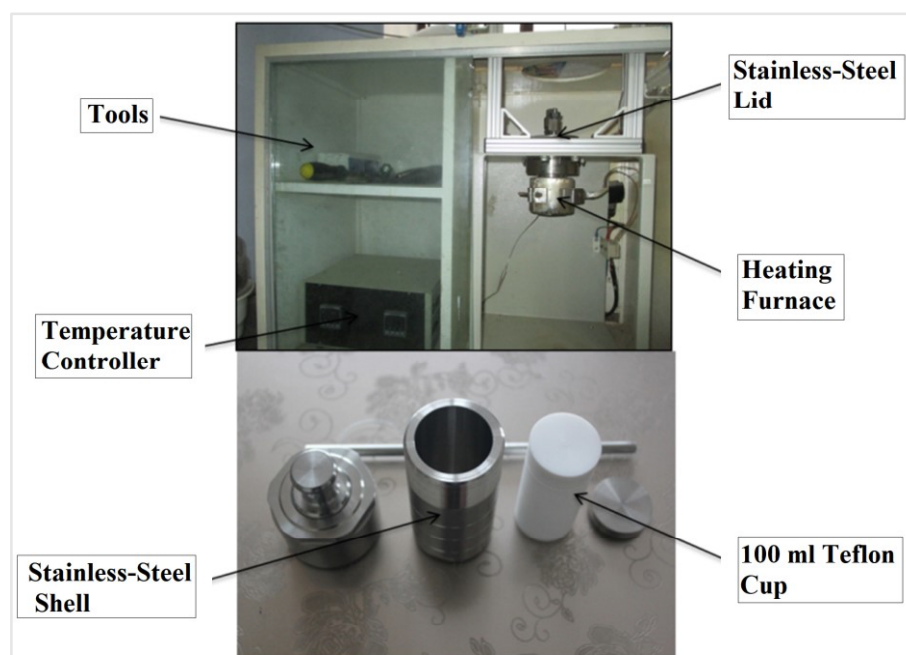 Stainless-Steel
Lid
Tools
Heating
Furnace
Temperature
Controller
Stainless-Steel
Shell
100 ml Teflon
Cup